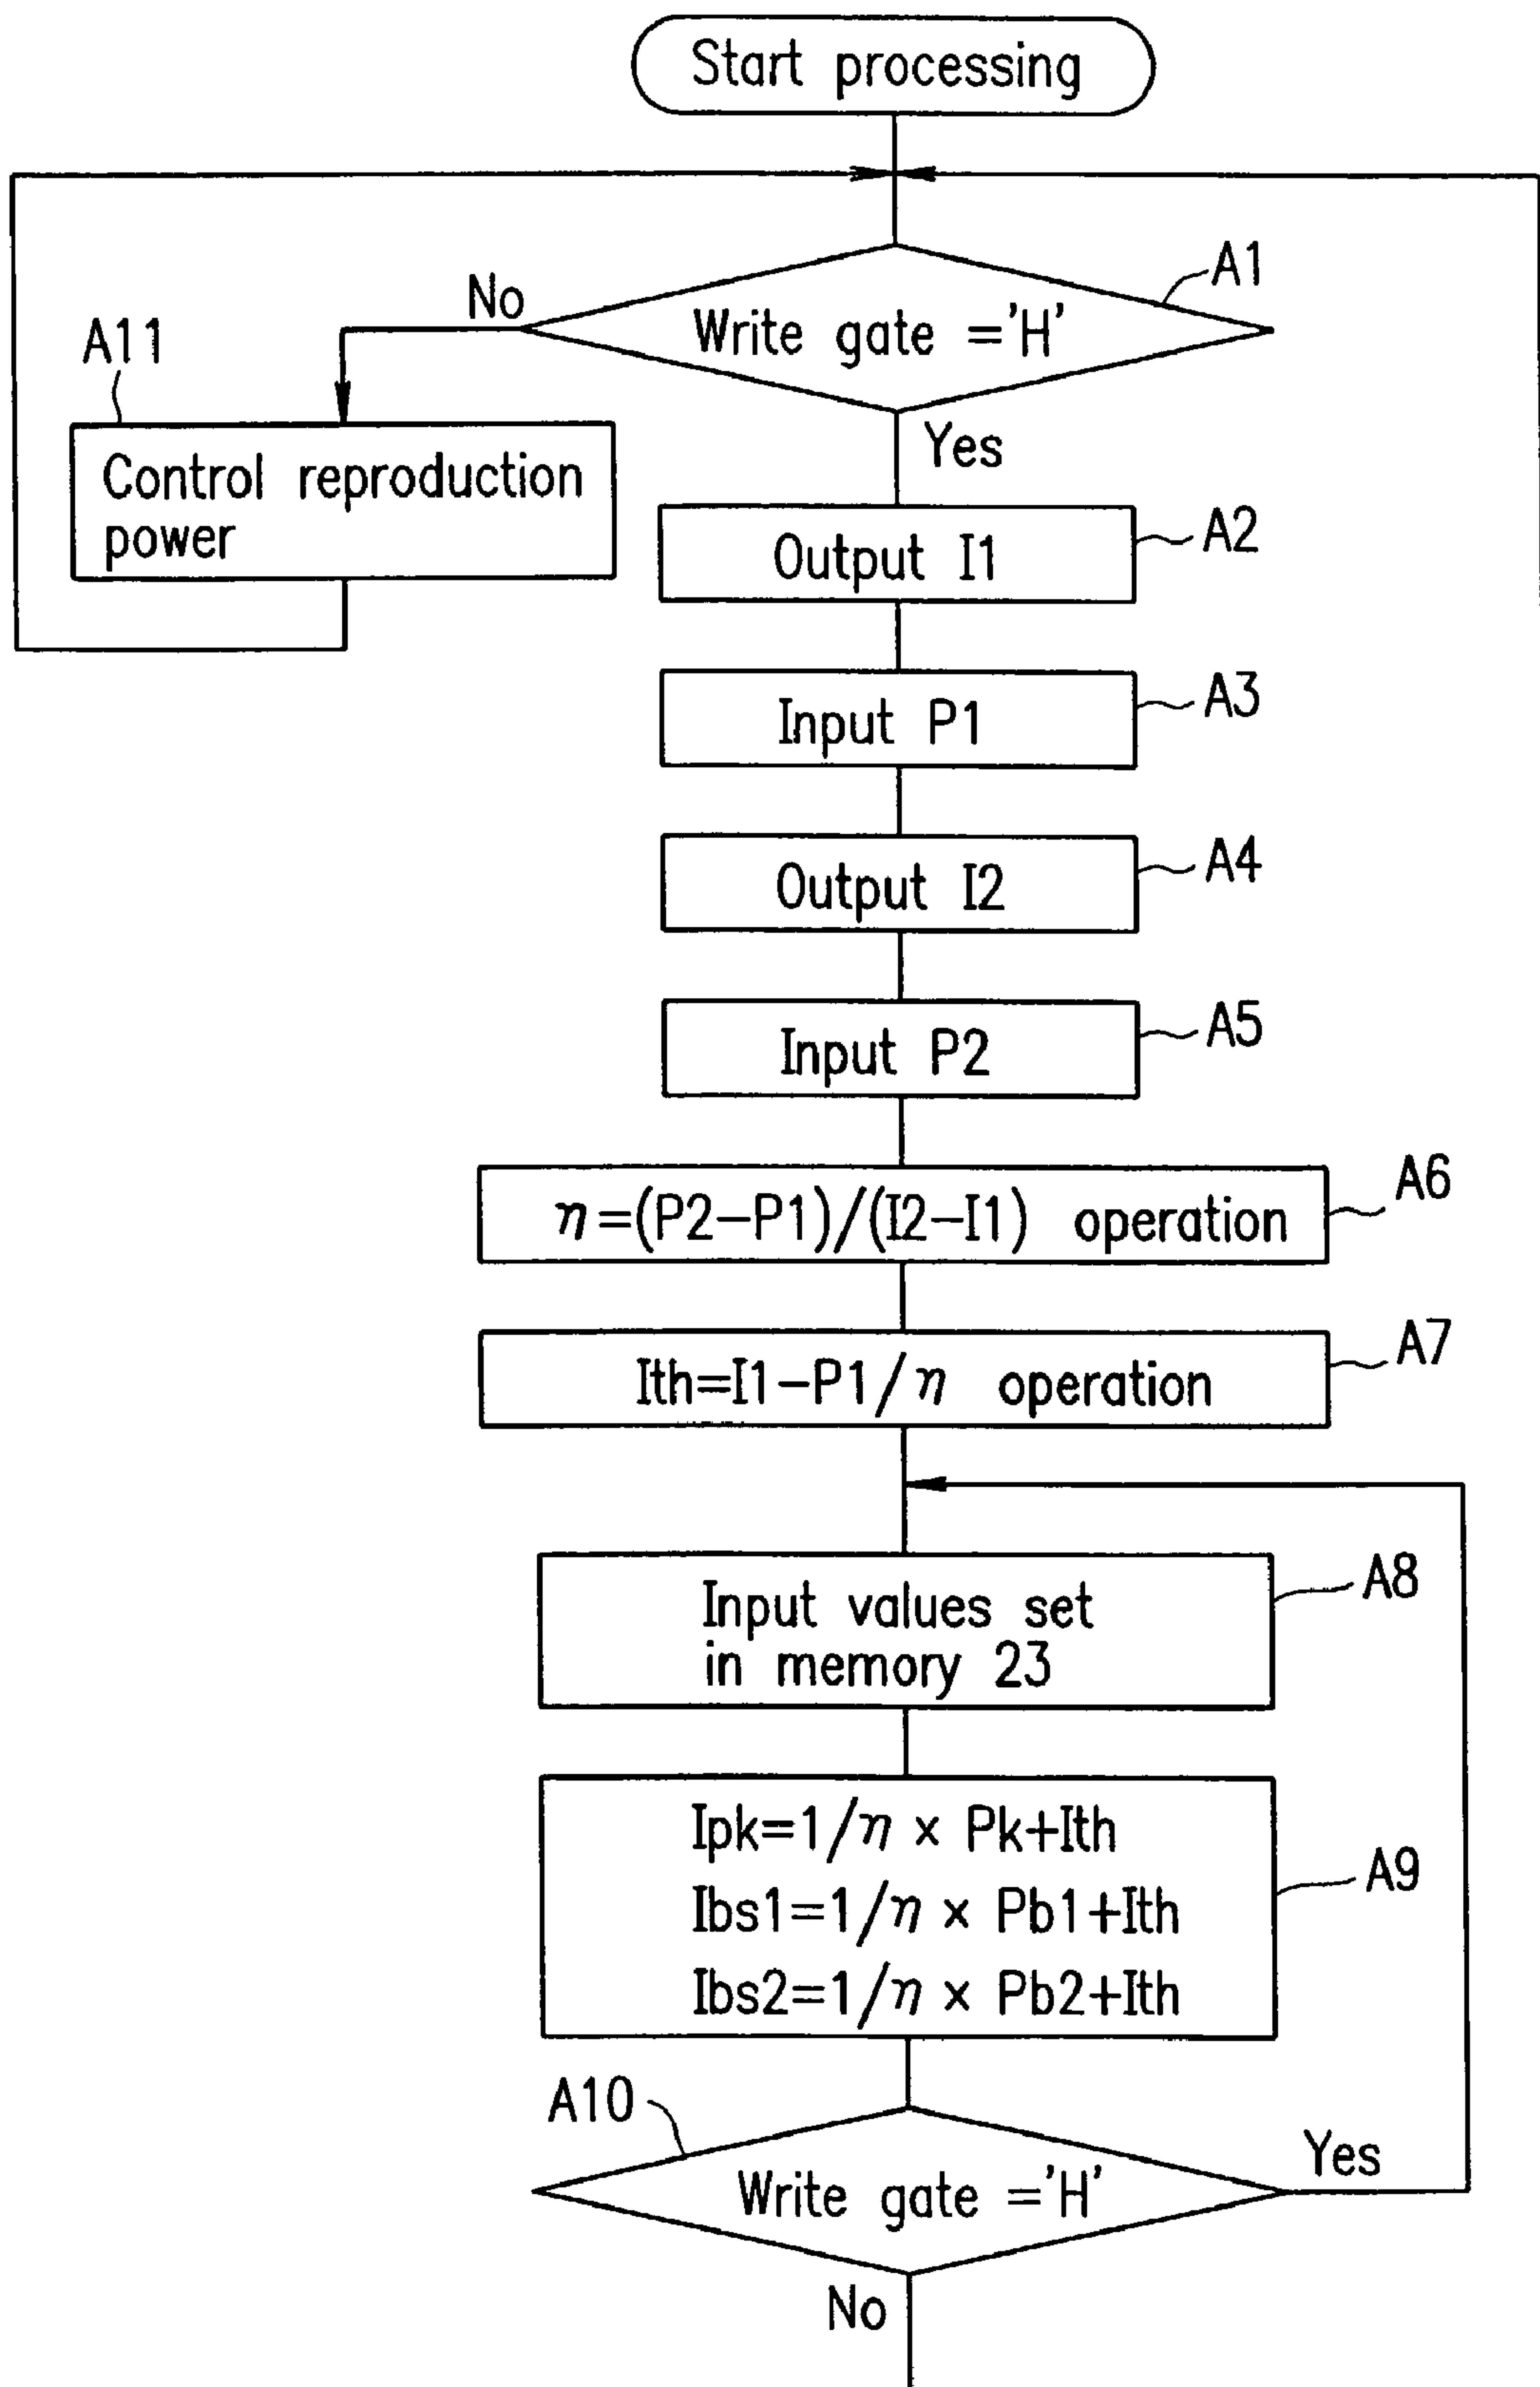 Start processing
A1
No
Write gate ='H'
A11
Yes
Control reproduction
power
Output I1
A2
Input P1
A3
Output I2
A4
Input P2
A5
η=(P2-P1)/(I2-I1) operation
A6
Ith=I1-P1/η operation
A7
Input values set
in memory 23
A8
Ipk=1/η × Pk+Ith
Ibs1=1/η × Pb1+Ith
Ibs2=1/η × Pb2+Ith
A9
A10
Write gate ='H'
Yes
No